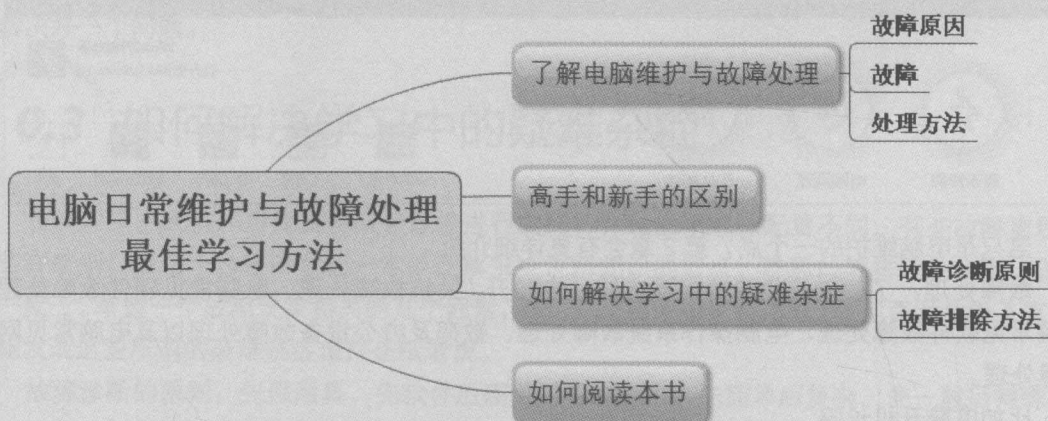 故障原因
了解电脑维护与故障处理
故障
处理方法
高手和新手的区别
电脑日常维护与故障处理
最佳学习方法
如何解决学习中的疑难杂症
故障诊断原则
故障排除方法
如何阅读本书